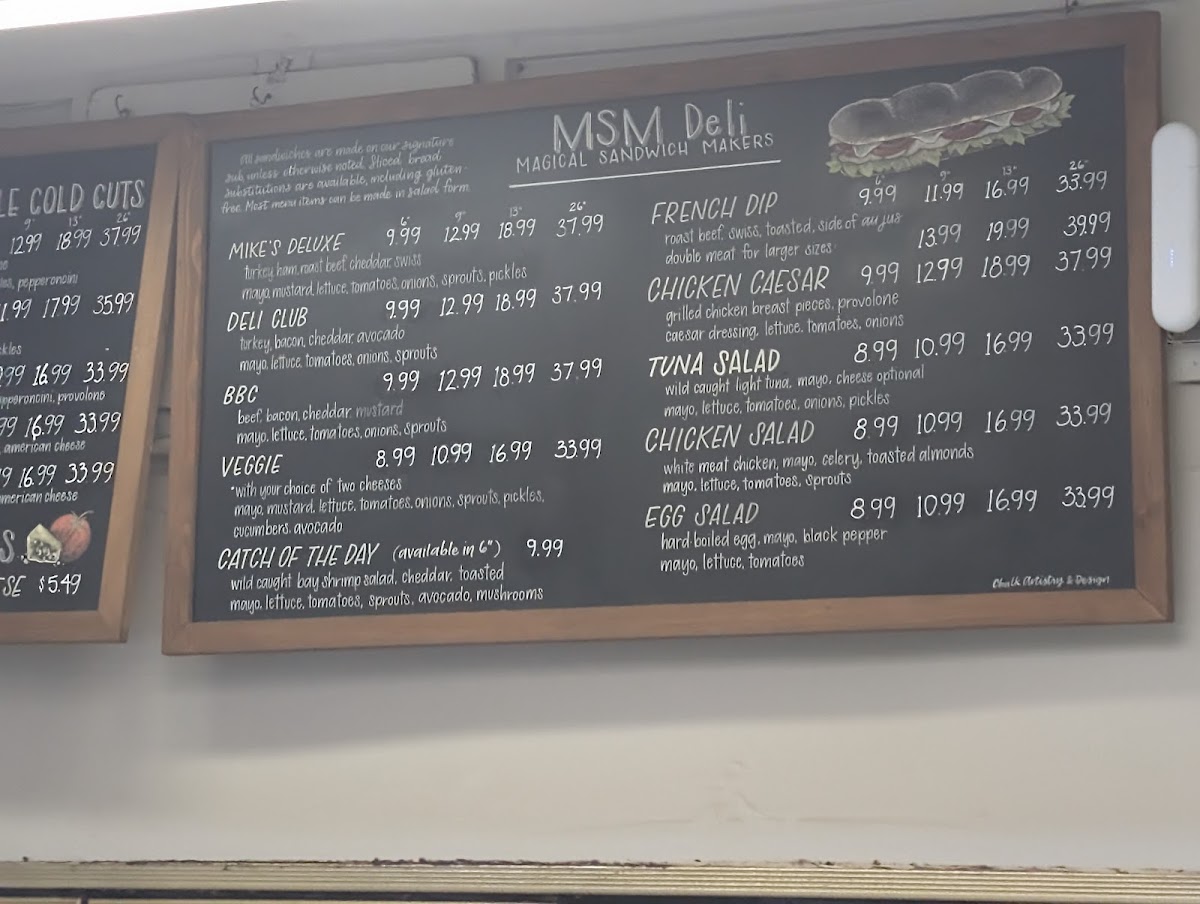 LE COLD CUTS
9" 13" 26"
12.99 18.99 37.99
pepperoncini
1.99 17.99 35.99
kles
.99 16.99 33.99
pepperoncini, provolone
99 16.99 33.99
american cheese
9 16.99 33.99
american cheese
S
ESE $5.49
All sandwiches are made on our signature
sub, unless otherwise noted. Sliced bread
substitutions are available, including gluten-
free. Most menu items can be made in salad form.
MSM Deli
MAGICAL SANDWICH MAKERS
6" 9" 13" 26"
MIKE'S DELUXE 9.99 12.99 18.99 37.99
turkey, ham, roast beef, cheddar, swiss
mayo, mustard, lettuce, tomatoes, onions, sprouts, pickles
DELI CLUB 9.99 12.99 18.99 37.99
turkey, bacon, cheddar, avocado
mayo, lettuce, tomatoes, onions, sprouts
BBC 9.99 12.99 18.99 37.99
beef, bacon, cheddar, mustard
mayo, lettuce, tomatoes, onions, sprouts
VEGGIE 8.99 10.99 16.99 33.99
*with your choice of two cheeses
mayo, mustard, lettuce, tomatoes, onions, sprouts, pickles,
cucumbers, avocado
CATCH OF THE DAY (available in 6") 9.99
wild caught bay shrimp salad, cheddar, toasted
mayo, lettuce, tomatoes, sprouts, avocado, mushrooms
6" 9" 13" 26"
FRENCH DIP 9.99 11.99 16.99 33.99
roast beef, swiss, toasted, side of au jus
double meat for larger sizes 13.99 19.99 39.99
CHICKEN CAESAR 9.99 12.99 18.99 37.99
grilled chicken breast pieces, provolone
caesar dressing, lettuce, tomatoes, onions
TUNA SALAD 8.99 10.99 16.99 33.99
wild caught light tuna, mayo, cheese optional
mayo, lettuce, tomatoes, onions, pickles
CHICKEN SALAD 8.99 10.99 16.99 33.99
white meat chicken, mayo, celery, toasted almonds
mayo, lettuce, tomatoes, sprouts
EGG SALAD 8.99 10.99 16.99 33.99
hard-boiled egg, mayo, black pepper
mayo, lettuce, tomatoes
Chalk Artistry & Design